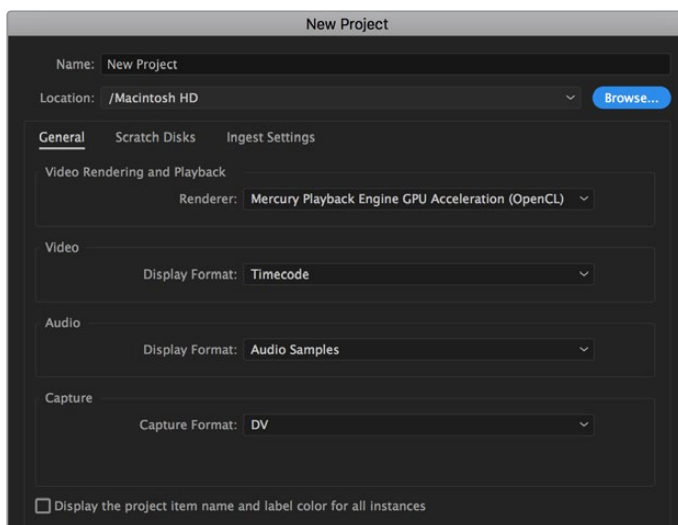 New Project
Name: New Project
Location: /Macintosh HD Browse...
General Scratch Disks Ingest Settings
Video Rendering and Playback
Renderer: Mercury Playback Engine GPU Acceleration (OpenCL)
Video
Display Format: Timecode
Audio
Display Format: Audio Samples
Capture
Capture Format: DV
Display the project item name and label color for all instances